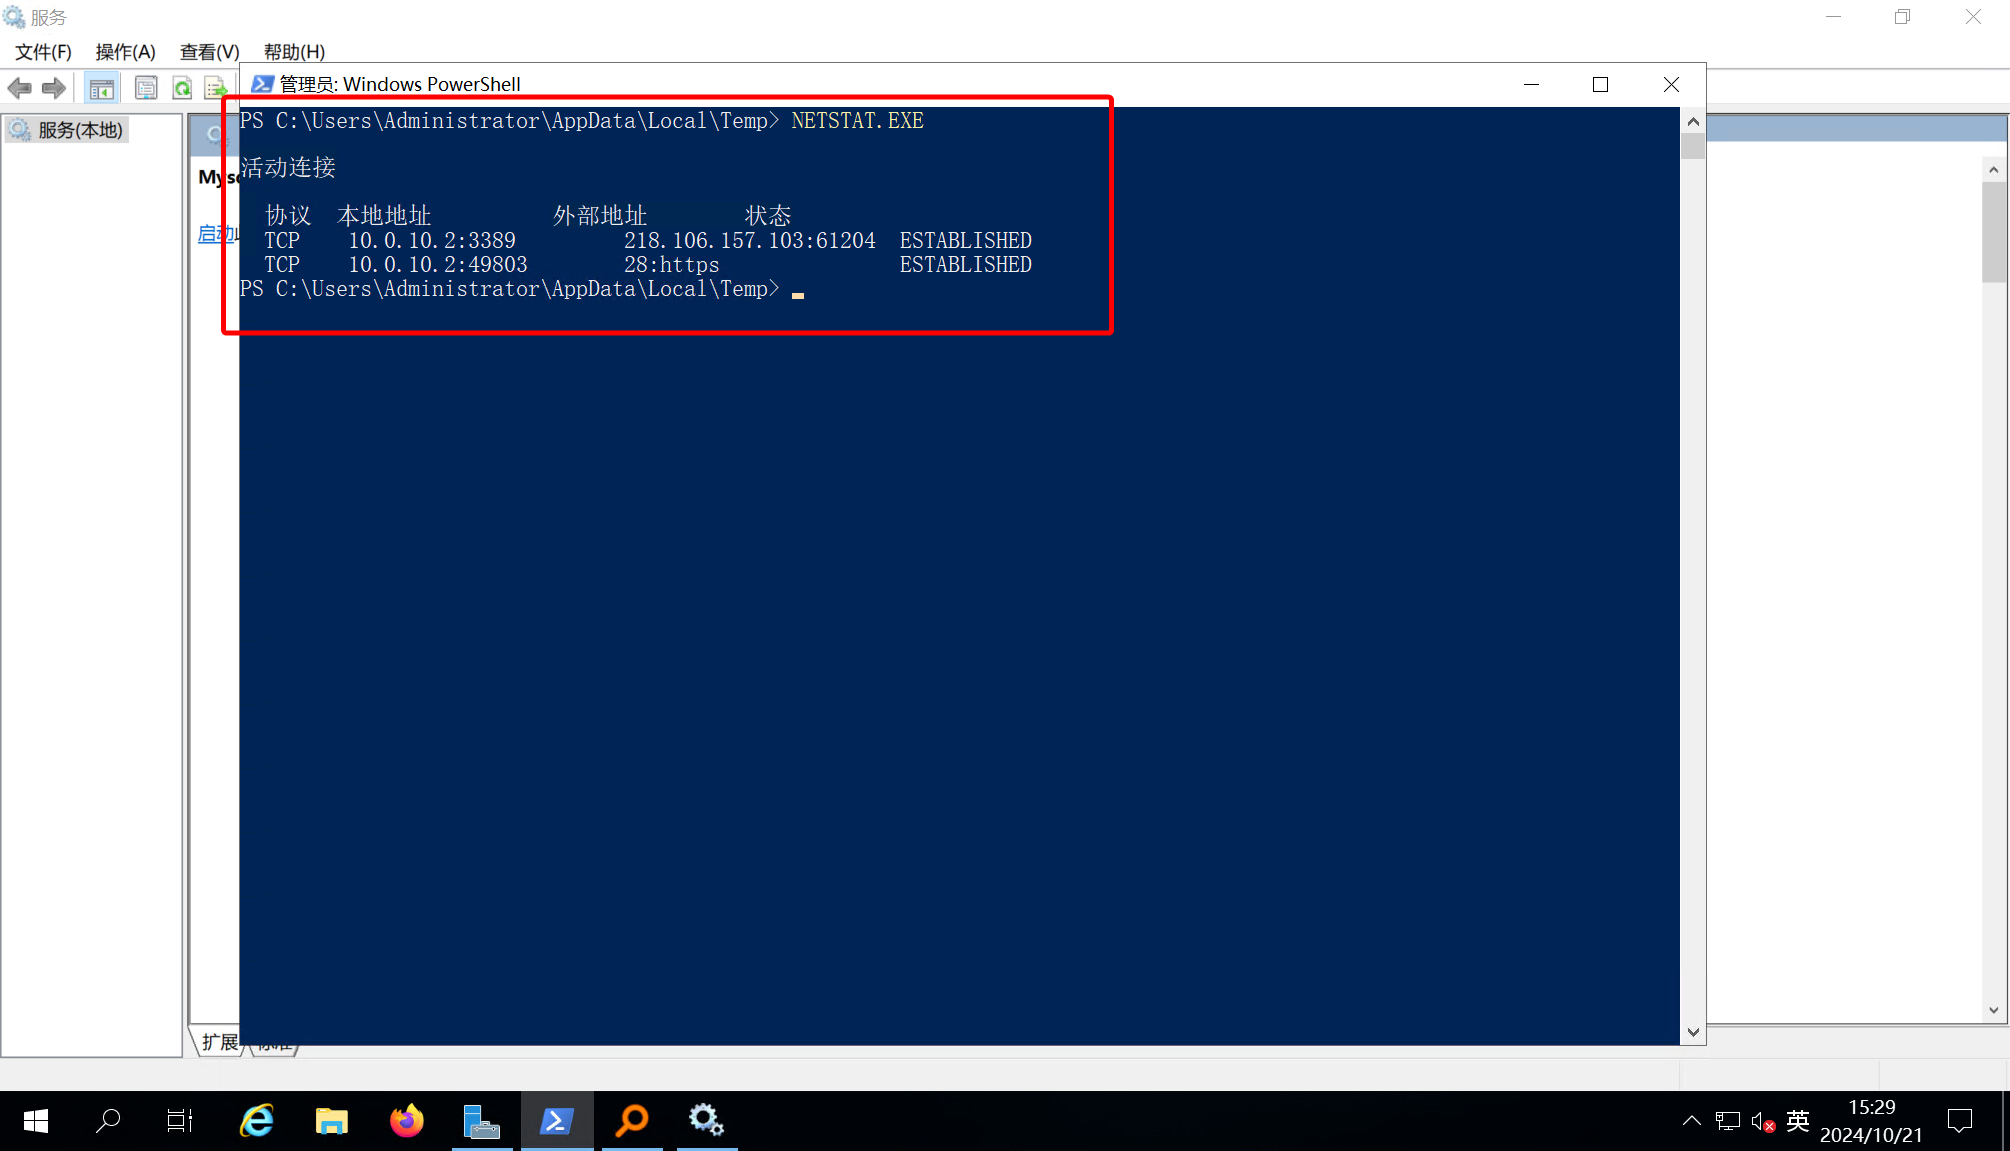 服务
文件(F) 操作(A) 查看(V) 帮助(H)
管理员: Windows PowerShell
服务(本地)
PS C:\Users\Administrator\AppData\Local\Temp> NETSTAT.EXE
活动连接
协议 本地地址 外部地址 状态
TCP 10.0.10.2:3389 218.106.157.103:61204 ESTABLISHED
TCP 10.0.10.2:49803 28:https ESTABLISHED
PS C:\Users\Administrator\AppData\Local\Temp>
启动
扩展
英
15:29
2024/10/21